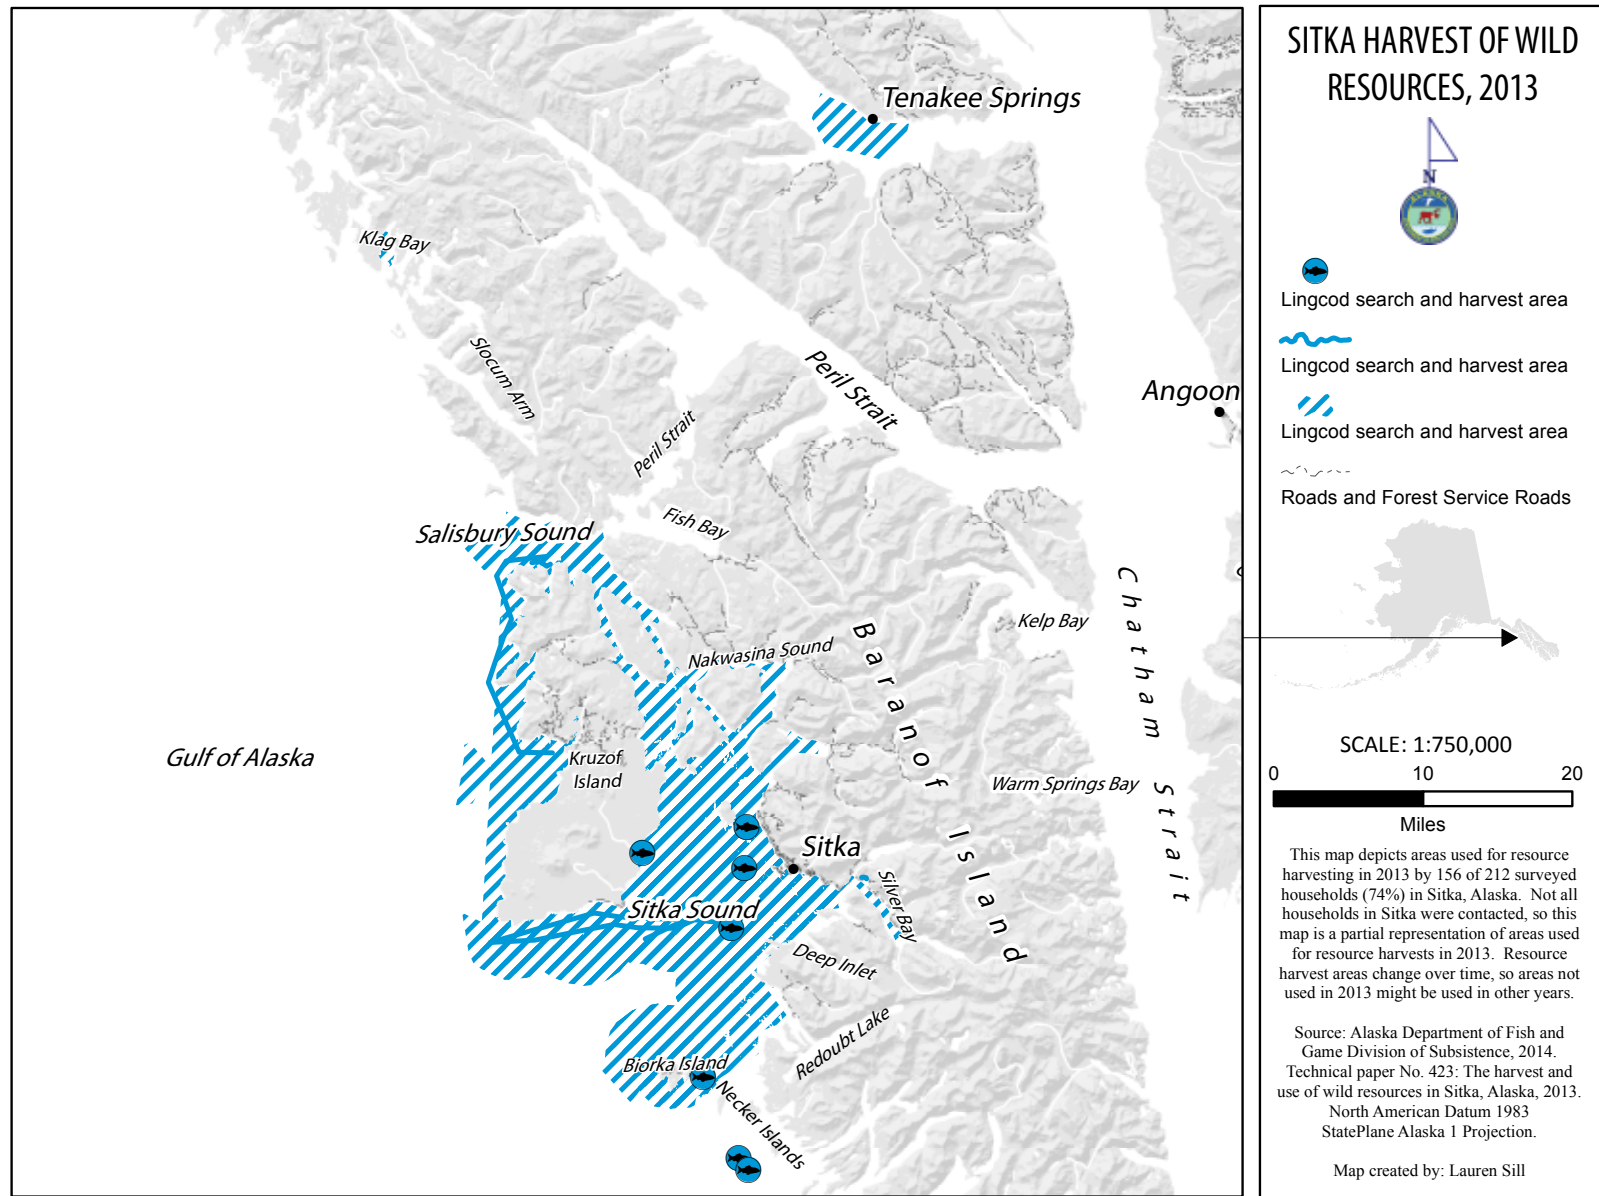 SITKA HARVEST OF WILD
RESOURCES, 2013
N
Lingcod search and harvest area
Lingcod search and harvest area
Lingcod search and harvest area
Roads and Forest Service Roads
SCALE: 1:750,000
0 10 20
Miles
This map depicts areas used for resource
harvesting in 2013 by 156 of 212 surveyed
households (74%) in Sitka, Alaska. Not all
households in Sitka were contacted, so this
map is a partial representation of areas used
for resource harvests in 2013. Resource
harvest areas change over time, so areas not
used in 2013 might be used in other years.
Source: Alaska Department of Fish and
Game Division of Subsistence, 2014.
Technical paper No. 423: The harvest and
use of wild resources in Sitka, Alaska, 2013.
North American Datum 1983
StatePlane Alaska 1 Projection.
Map created by: Lauren Sill
Tenakee Springs
Klag Bay
Slocum Arm
Peril Strait
Peril Strait
Angoon
Salisbury Sound
Fish Bay
Chatham Strait
Kelp Bay
Baranof Island
Nakwasina Sound
Gulf of Alaska
Kruzof
Island
Warm Springs Bay
Sitka
Silver Bay
Sitka Sound
Deep Inlet
Redoubt Lake
Biorka Island
Necker Islands